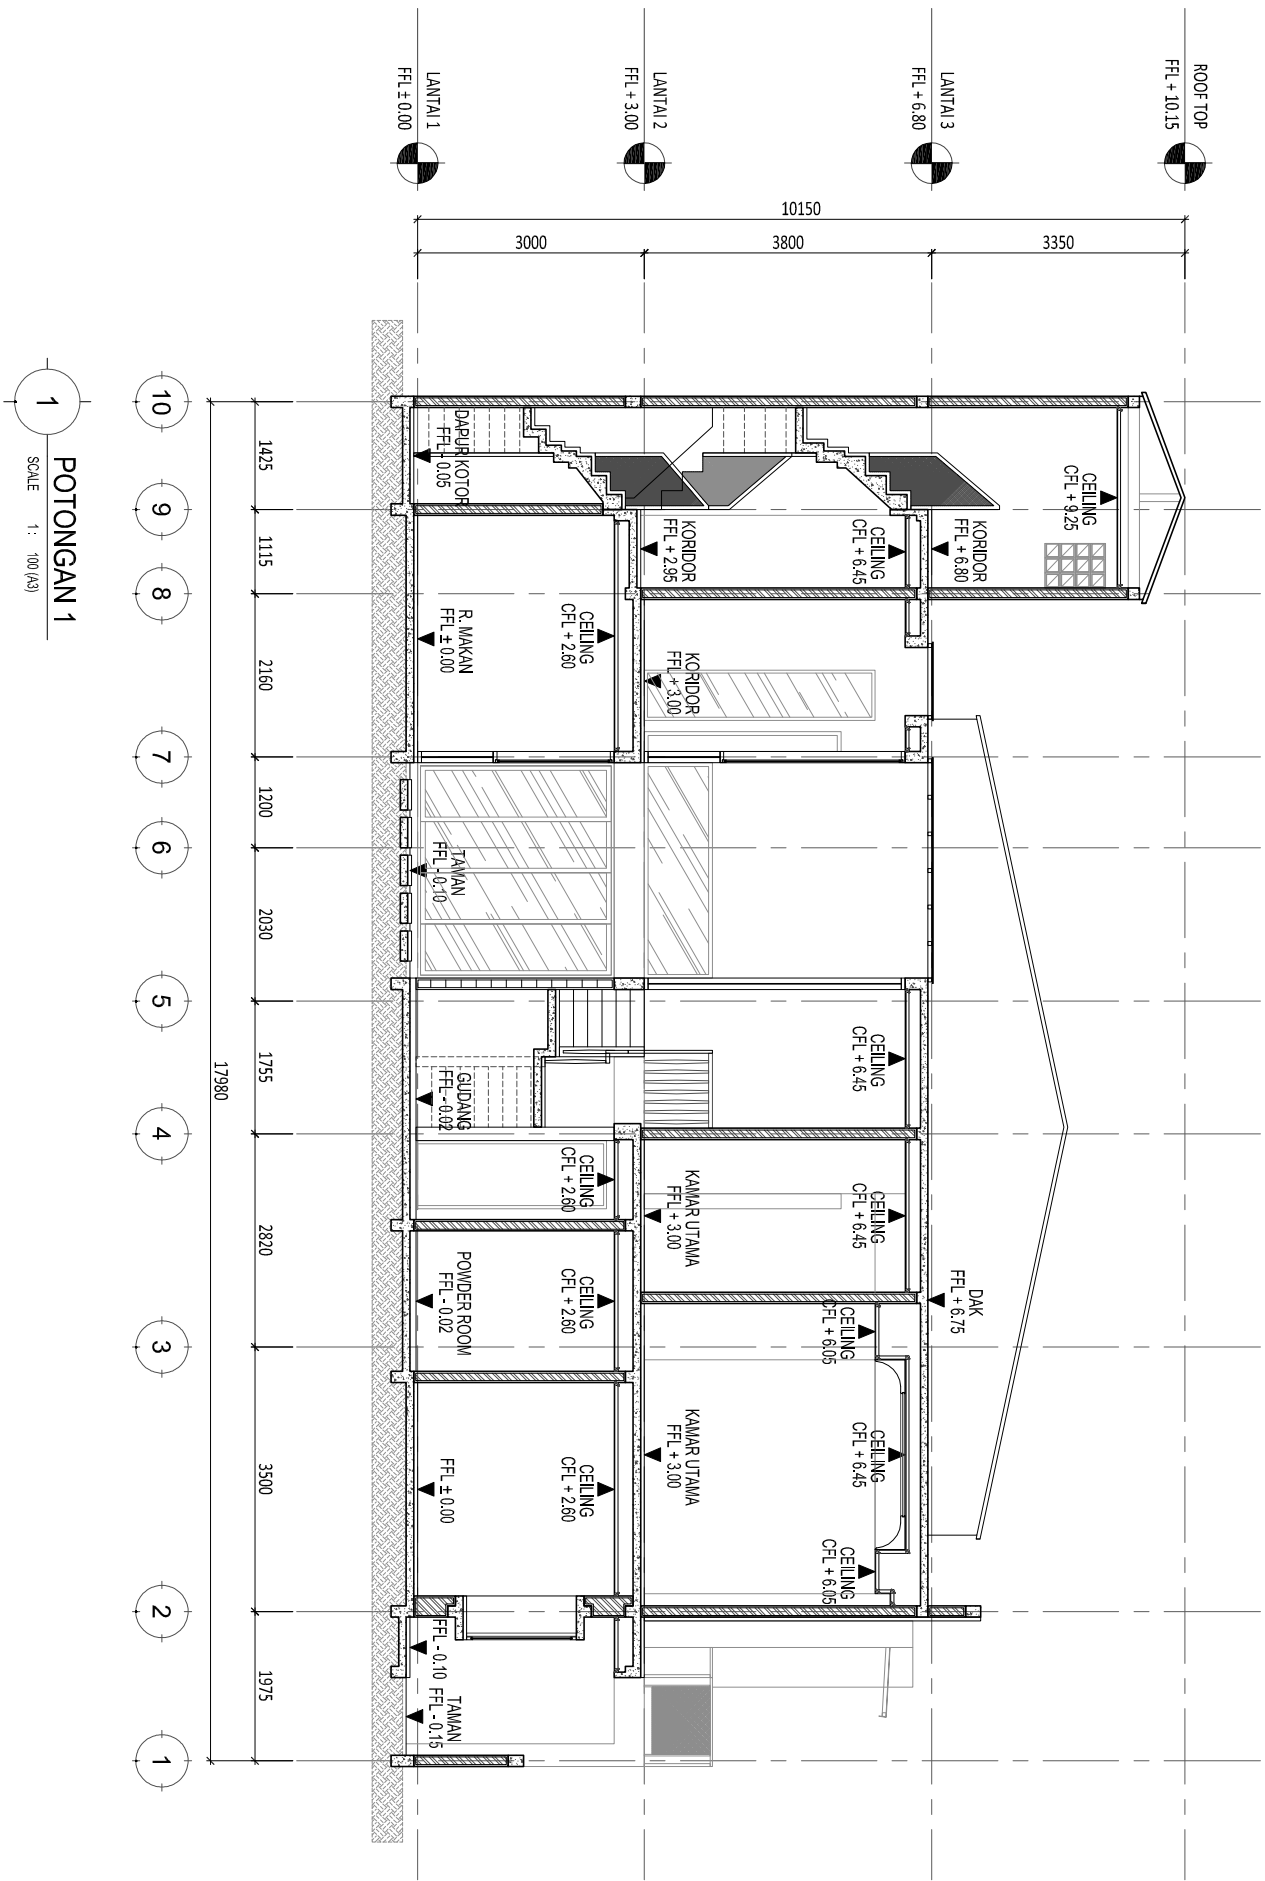 ROOF TOP
FFL + 10.15
LANTAI 3
FFL + 6.80
LANTAI 2
FFL + 3.00
LANTAI 1
FFL ± 0.00
10150
3350
3800
3000
CEILING
CFL + 9.25
KORIDOR
FFL + 6.80
DAK
FFL + 6.75
CEILING
CFL + 6.45
CEILING
CFL + 6.45
CEILING
CFL + 6.45
CEILING
CFL + 6.05
CEILING
CFL + 6.45
CEILING
CFL + 6.05
KORIDOR
FFL + 2.95
KORIDOR
FFL + 3.00
KAMAR UTAMA
FFL + 3.00
KAMAR UTAMA
FFL + 3.00
CEILING
CFL + 2.60
CEILING
CFL + 2.60
CEILING
CFL + 2.60
CEILING
CFL + 2.60
DAPUR KOTOR
FFL - 0.05
R. MAKAN
FFL ± 0.00
TAMAN
FFL - 0.10
GUDANG
FFL - 0.02
POWDER ROOM
FFL - 0.02
FFL ± 0.00
FFL - 0.10
TAMAN
FFL - 0.15
1425
1115
2160
1200
2030
1755
2820
3500
1975
17980
10
9
8
7
6
5
4
3
2
1
1
POTONGAN 1
SCALE 1 : 100 (A3)